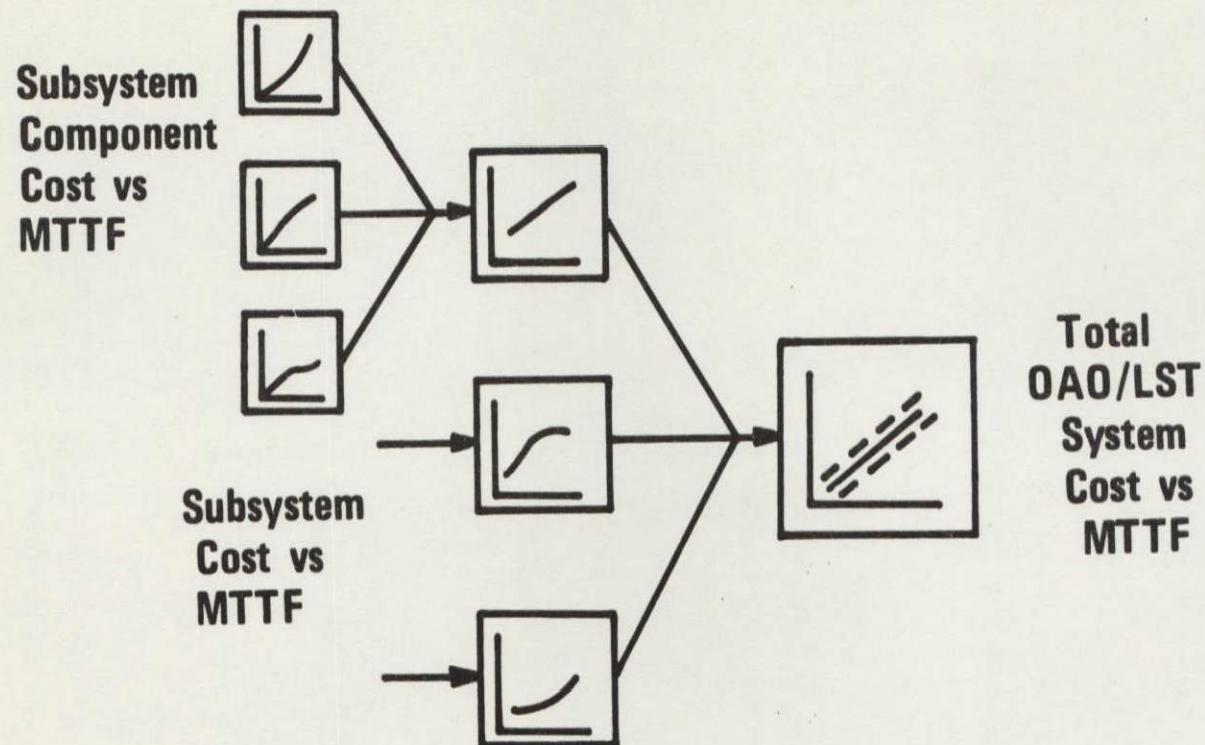 Subsystem
Component
Cost vs
MTTF
Subsystem
Cost vs
MTTF
Total
OAO/LST
System
Cost vs
MTTF